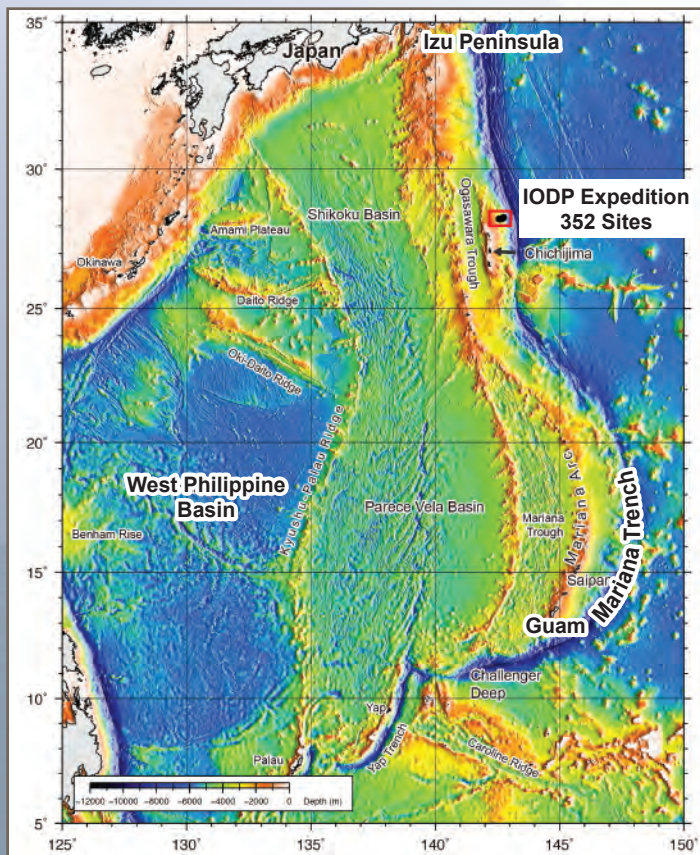 35°
Japan
Izu Peninsula
30°
IODP Expedition
352 Sites
Shikoku Basin
Ogasawara Trough
Amami Plateau
Okinawa
Chichijima
25°
Daito Ridge
Oki-Daito Ridge
20°
Kyushu-Palau Ridge
West Philippine
Basin
Parece Vela Basin
Mariana
Trough
Mariana Arc
Mariana Trench
Benham Rise
15°
Saipan
Guam
Challenger
Deep
10°
Yap
Yap Trench
Caroline Ridge
Palau
−12000 −10000 −8000 −6000 −4000 −2000 0
Depth (m)
5°
125° 130° 135° 140° 145° 150°